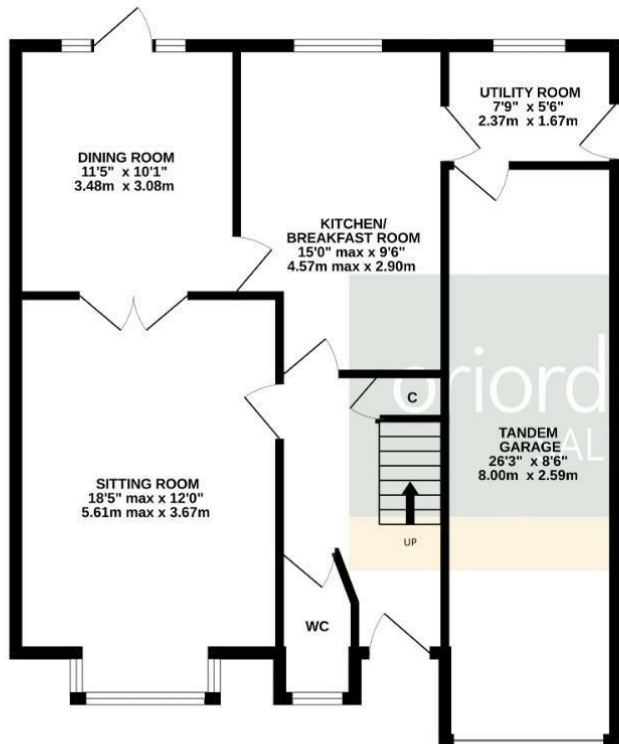 UTILITY ROOM
7'9" x 5'6"
2.37m x 1.67m
DINING ROOM
11'5" x 10'1"
3.48m x 3.08m
KITCHEN/
BREAKFAST ROOM
15'0" max x 9'6"
4.57m max x 2.90m
C
oriord
AL
TANDEM
GARAGE
26'3" x 8'6"
8.00m x 2.59m
SITTING ROOM
18'5" max x 12'0"
5.61m max x 3.67m
UP
WC